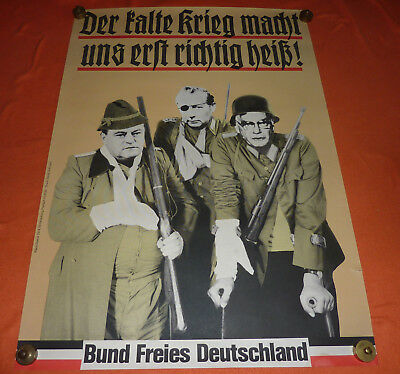 Der kalte Krieg macht
uns erst richtig heiß!
Bund Freies Deutschland